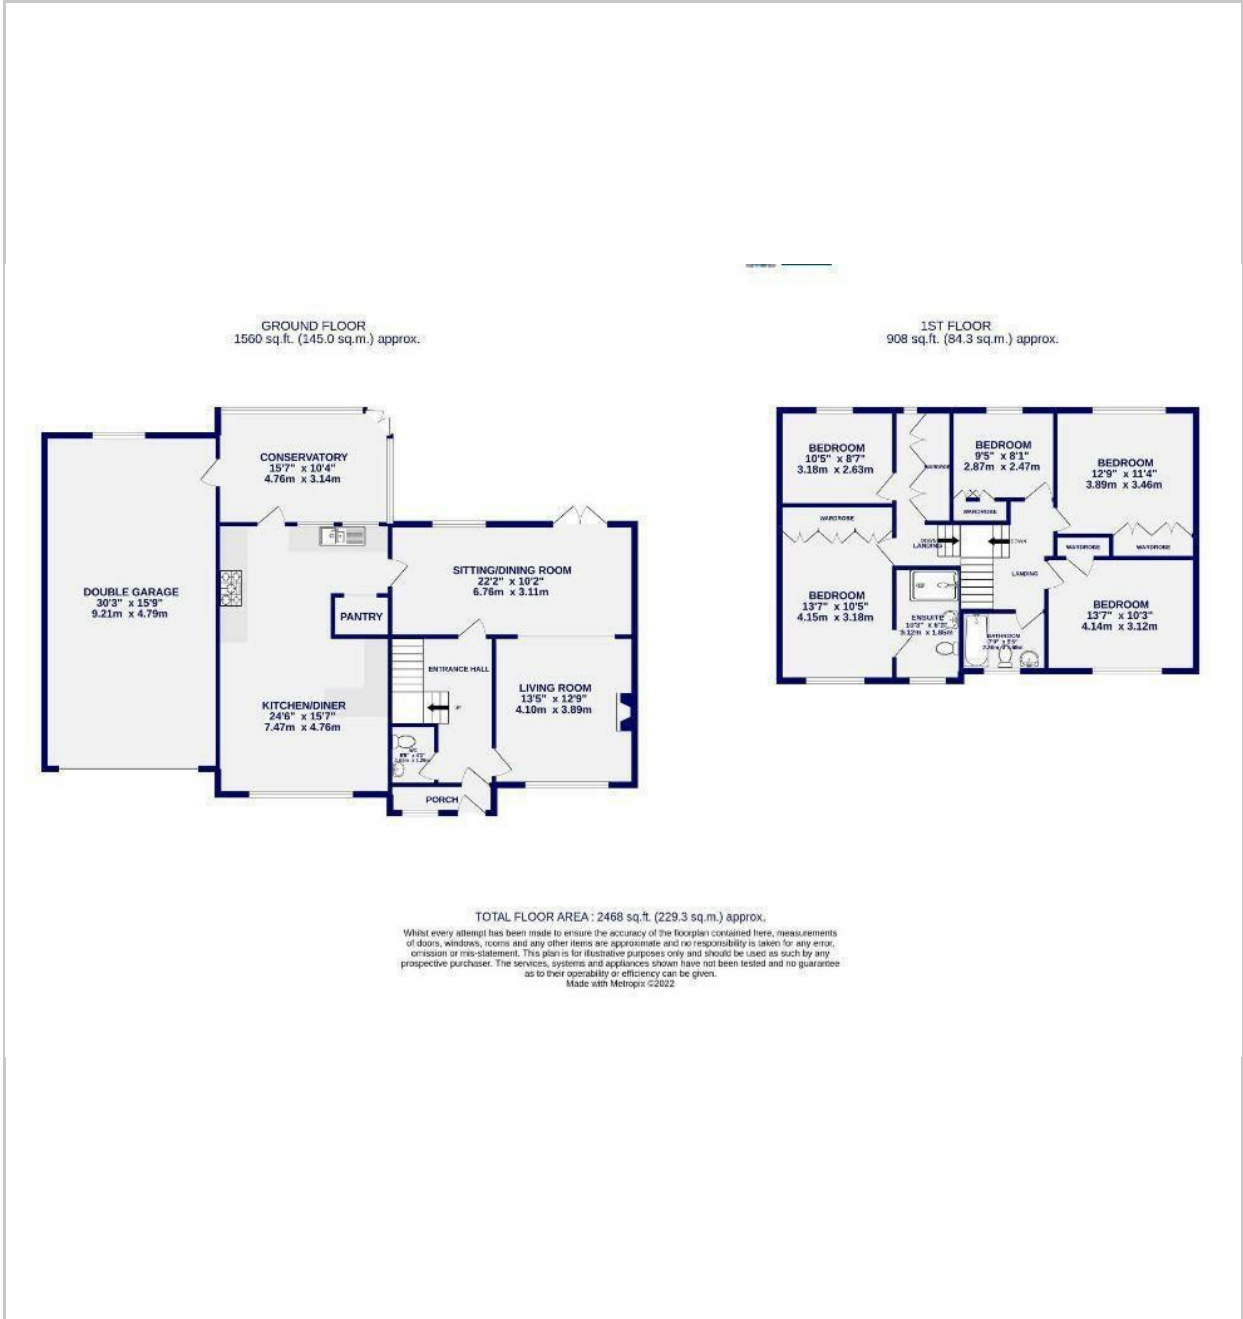 GROUND FLOOR
1560 sq.ft. (145.0 sq.m.) approx.
CONSERVATORY
15'7" x 10'4"
4.76m x 3.14m
DOUBLE GARAGE
30'3" x 15'9"
9.21m x 4.79m
SITTING/DINING ROOM
22'2" x 10'2"
6.76m x 3.11m
PANTRY
ENTRANCE HALL
UP
LIVING ROOM
13'5" x 12'9"
4.10m x 3.89m
KITCHEN/DINER
24'6" x 15'7"
7.47m x 4.76m
WC
PORCH
1ST FLOOR
908 sq.ft. (84.3 sq.m.) approx.
BEDROOM
10'5" x 8'7"
3.18m x 2.63m
WARDROBE
BEDROOM
9'5" x 8'1"
2.87m x 2.47m
WARDROBE
BEDROOM
12'9" x 11'4"
3.89m x 3.46m
WARDROBE
WARDROBE
WARDROBE
DOWN
LANDING
DOWN
LANDING
BEDROOM
13'7" x 10'5"
4.15m x 3.18m
ENSUITE
BATHROOM
BEDROOM
13'7" x 10'3"
4.14m x 3.12m
TOTAL FLOOR AREA : 2468 sq.ft. (229.3 sq.m.) approx.
Whilst every attempt has been made to ensure the accuracy of the floorplan contained here, measurements
of doors, windows, rooms and any other items are approximate and no responsibility is taken for any error,
omission or mis-statement. This plan is for illustrative purposes only and should be used as such by any
prospective purchaser. The services, systems and appliances shown have not been tested and no guarantee
as to their operability or efficiency can be given.
Made with Metropix ©2022